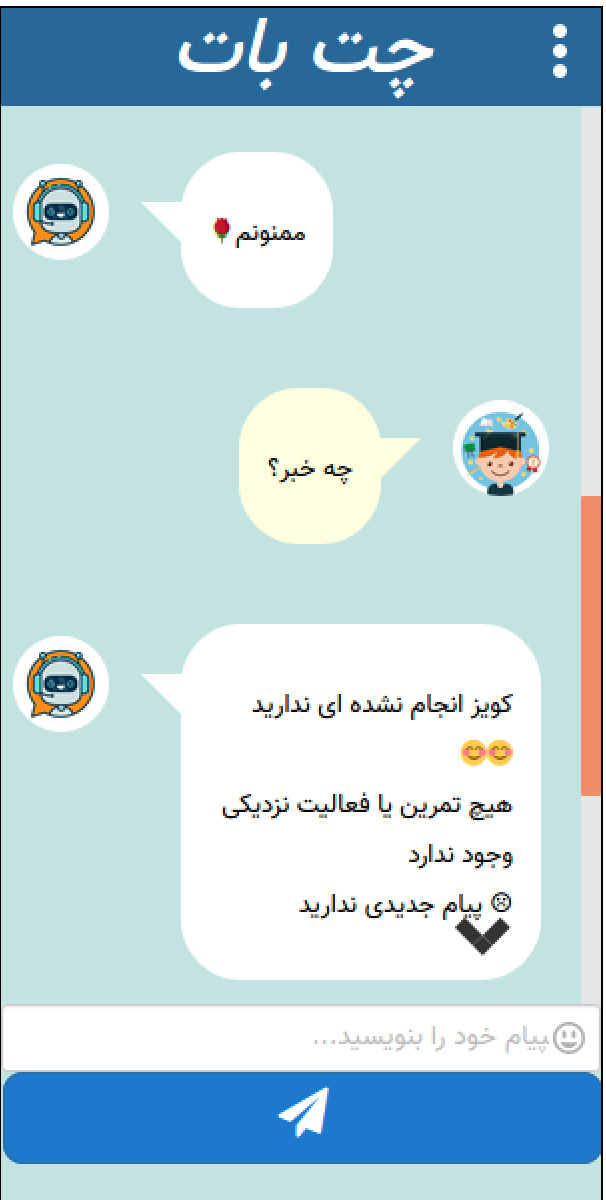 چت بات
ممنونم🌹
چه خبر؟
کویز انجام نشده ای ندارید
😊😊
هیچ تمرین یا فعالیت نزدیکی
وجود ندارد
☹ پیام جدیدی ندارید
پیام خود را بنویسید...